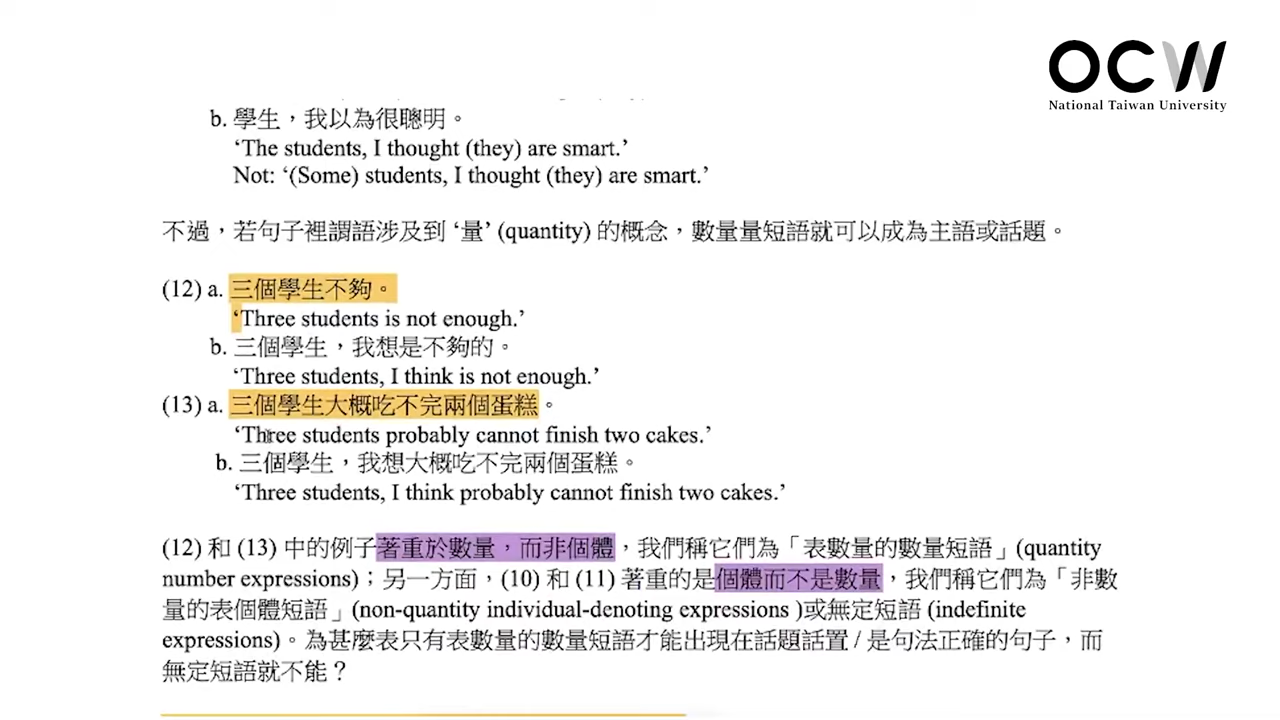 OCW
National Taiwan University
b. 學生，我以為很聰明。
‘The students, I thought (they) are smart.’
Not: ‘(Some) students, I thought (they) are smart.’
不過，若句子裡謂語涉及到 ‘量’ (quantity) 的概念，數量量短語就可以成為主語或話題。
(12) a. 三個學生不夠。
‘Three students is not enough.’
b. 三個學生，我想是不夠的。
‘Three students, I think is not enough.’
(13) a. 三個學生大概吃不完兩個蛋糕。
‘Three students probably cannot finish two cakes.’
b. 三個學生，我想大概吃不完兩個蛋糕。
‘Three students, I think probably cannot finish two cakes.’
(12) 和 (13) 中的例子著重於數量，而非個體，我們稱它們為「表數量的數量短語」(quantity
number expressions)；另一方面，(10) 和 (11) 著重的是個體而不是數量，我們稱它們為「非數
量的表個體短語」(non-quantity individual-denoting expressions )或無定短語 (indefinite
expressions)。為甚麼表只有表數量的數量短語才能出現在話題話置 / 是句法正確的句子，而
無定短語就不能？